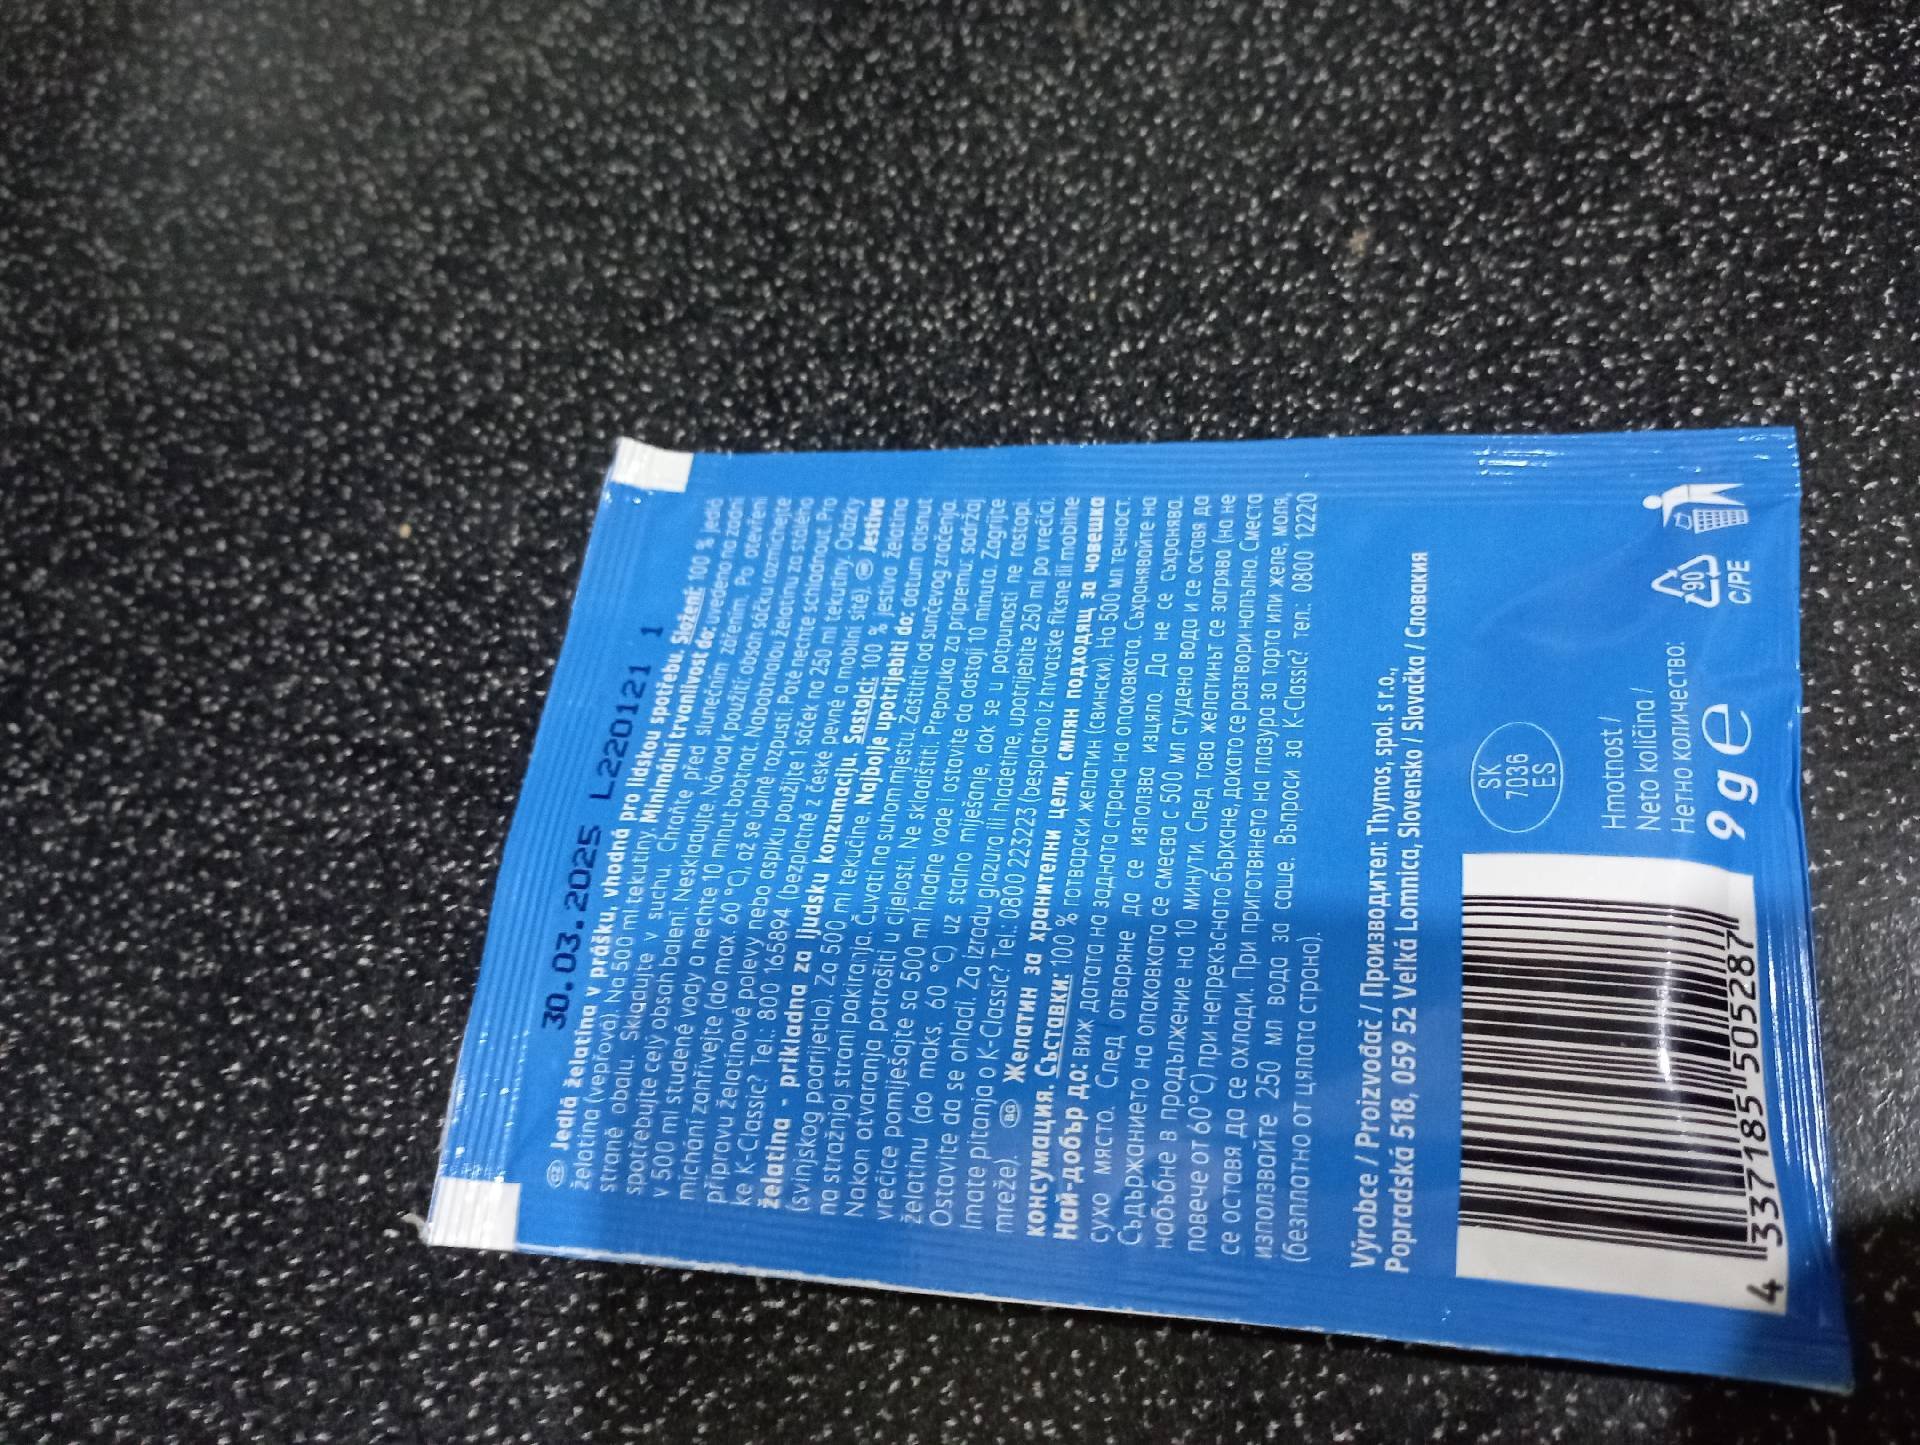 30.03.2025 L220121 1
CZ Jedlá želatina v prášku, vhodná pro lidskou spotřebu. Složení: 100 % jedlá
želatina (vepřová). Na 500 ml tekutiny. Minimální trvanlivost do: uvedeno na zadní
straně obalu. Skladujte v suchu. Chraňte před slunečním zářením. Po otevření
spotřebujte celý obsah balení. Neskladujte. Návod k použití: obsah sáčku rozmíchejte
v 500 ml studené vody a nechte 10 minut bobtnat. Nabobtnalou želatinu za stálého
míchání zahřívejte (do max. 60 °C), až se úplně rozpustí. Poté nechte schladnout. Pro
přípravu želatinové polevy nebo aspiku použijte 1 sáček na 250 ml tekutiny. Otázky
ke K-Classic? Tel.: 800 165894 (bezplatně z české pevné a mobilní sítě). HR Jestiva
želatina - prikladna za ljudsku konzumaciju. Sastojci: 100 % jestiva želatina
(svinjskog podrijetla). Za 500 ml tekućine. Najbolje upotrijebiti do: datum otisnut
na stražnjoj strani pakiranja. Čuvati na suhom mjestu. Zaštititi od sunčevog zračenja.
Nakon otvaranja potrošiti u cijelosti. Ne skladištiti. Preporuka za pripremu: sadržaj
vrećice pomiješajte sa 500 ml hladne vode i ostavite da odstoji 10 minuta. Zagrijte
želatinu (do maks. 60 °C) uz stalno miješanje, dok se u potpunosti ne rastopi.
Ostavite da se ohladi. Za izradu glazura ili hladetine, upotrijebite 250 ml po vrećici.
Imate pitanja o K-Classic? Tel.: 0800 223223 (besplatno iz hrvatske fiksne ili mobilne
mreže). BG Желатин за хранителни цели, смлян подходящ за човешка
консумация. Съставки: 100 % готварски желатин (свински). На 500 мл течност.
Най-добър до: виж датата на задната страна на опаковката. Съхранявайте на
сухо място. След отваряне да се използва изцяло. Да не се съхранява.
Съдържанието на опаковката се смесва с 500 мл студено вода и се оставя да
набъбне в продължение на 10 минути. След това желатинът се загрява (на не
повече от 60°C) при непрекъснато бъркане, докато се разтвори напълно. Сместа
се оставя да се охлади. При приготвянето на глазура за торта или желе, моля,
използвайте 250 мл вода за саше. Въпроси за K-Classic? тел.: 0800 12220
(безплатно от цялата страна).
Výrobce / Proizvođač / Производител: Thymos, spol. s r.o.,
Popradská 518, 059 52 Veľká Lomnica, Slovensko / Slovačka / Словакия
SK
7036
ES
Hmotnost /
Neto količina /
Нетно количество:
9 g e
90
C/PE
4 337185 505287